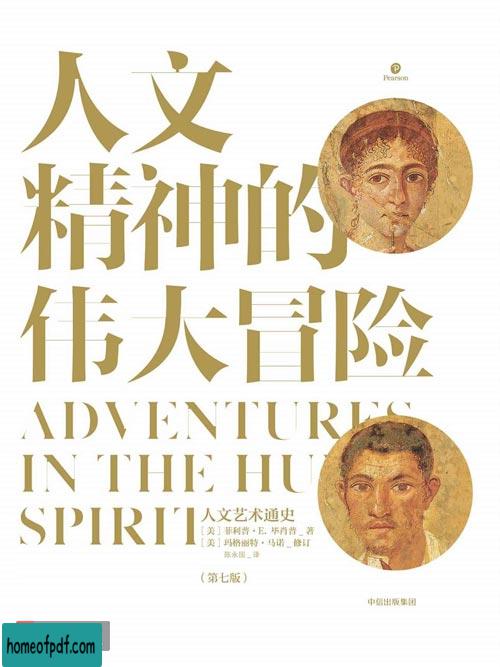 Pearson
人文
精神的
伟大冒险
ADVENTURES
IN THE HU
SPIRIT
人文艺术通史
[美] 菲利普·E. 毕肖普_著
[美] 玛格丽特·马诺_修订
陈永国_译
(第七版)
中信出版集团
homeofpdf.com